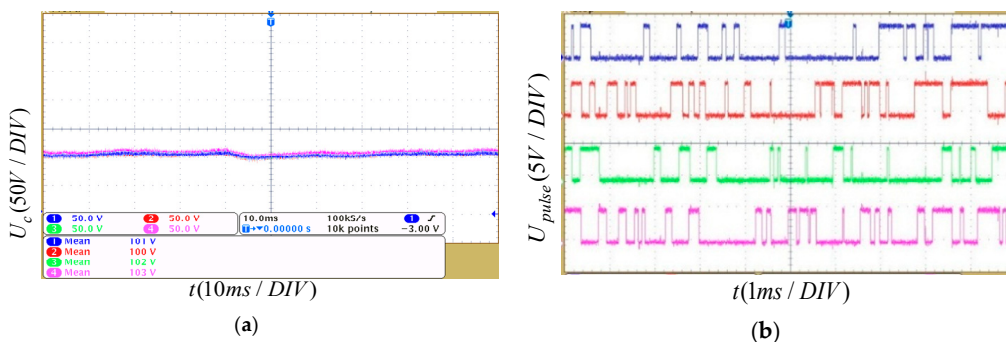 U_c (50V / DIV)
T
1 50.0 V 2 50.0 V
3 50.0 V 4 50.0 V
10.0ms 100kS/s 1
T→▼0.00000 s 10k points −3.00 V
1 Mean 101 V
2 Mean 100 V
3 Mean 102 V
4 Mean 103 V
t(10ms / DIV)
(a)
U_pulse (5V / DIV)
t(1ms / DIV)
(b)